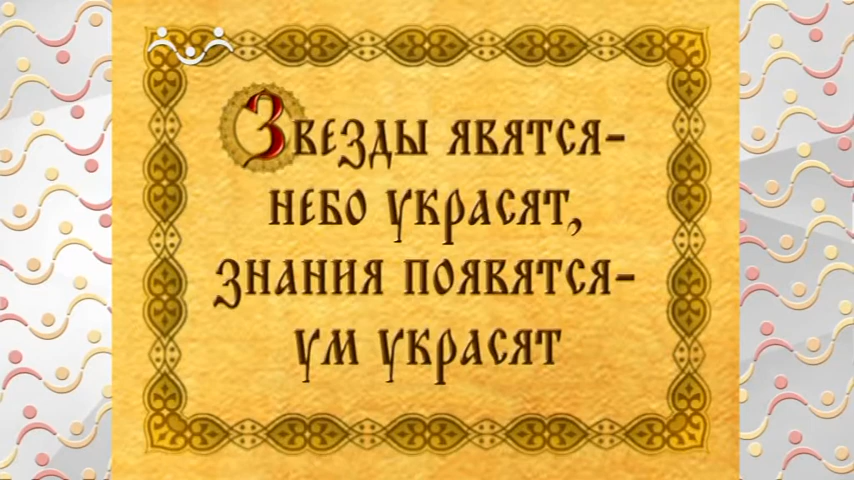 Звезды явятся-
небо украсят,
знания появятся-
ум украсят